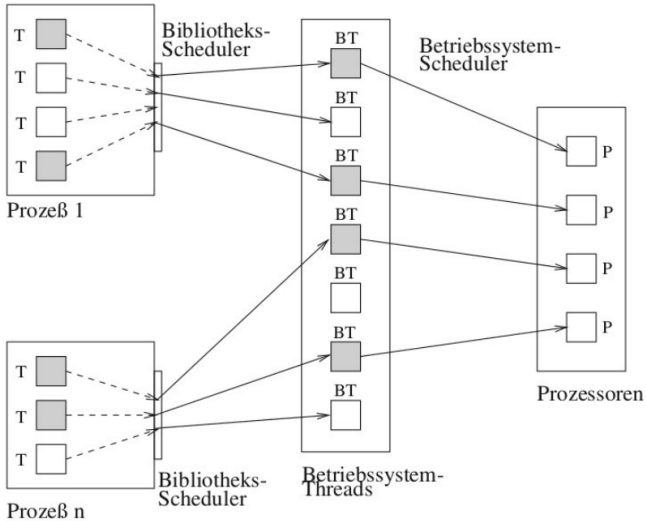 T
T
T
T
Prozeß 1
Bibliotheks-
Scheduler
BT
BT
BT
BT
BT
BT
BT
Betriebssystem-
Scheduler
P
P
P
P
Prozessoren
T
T
T
Prozeß n
Bibliotheks-
Scheduler
Betriebssystem-
Threads